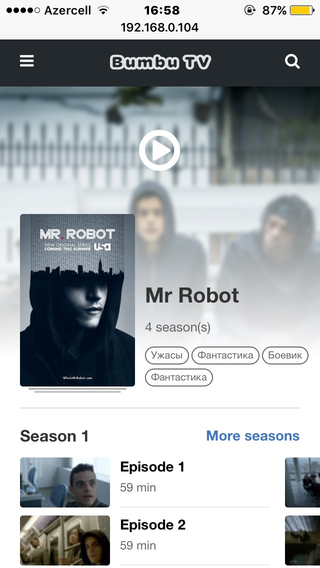 Azercell 16:58 87%
192.168.0.104
Bumbu TV
MR ROBOT
NEW ORIGINAL SERIES
COMING THIS SUMMER USA
Mr Robot
4 season(s)
Ужасы Фантастика Боевик
Фантастика
Season 1 More seasons
Episode 1
59 min
Episode 2
59 min